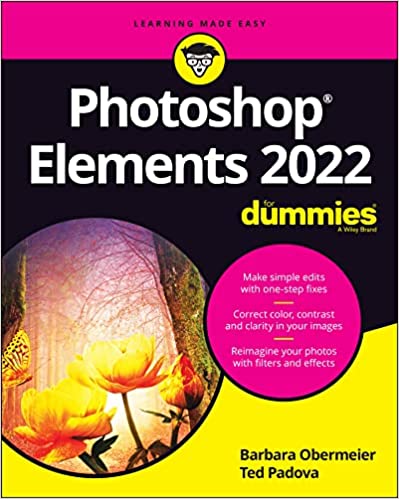 LEARNING MADE EASY
Photoshop®
Elements 2022
for
dummies®
A Wiley Brand
Make simple edits
with one-step fixes
Correct color, contrast
and clarity in your images
Reimagine your photos
with filters and effects
Barbara Obermeier
Ted Padova